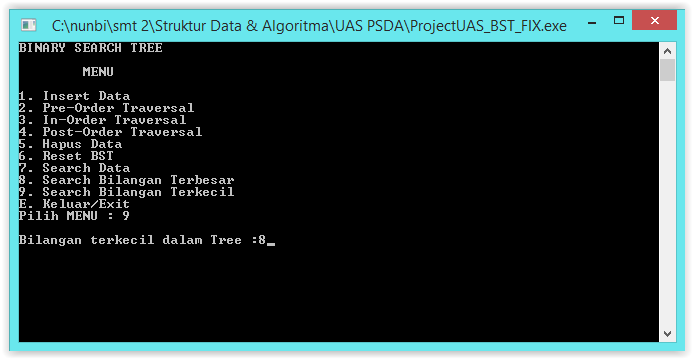 C:\nunbi\smt 2\Struktur Data & Algoritma\UAS PSDA\ProjectUAS_BST_FIX.exe
BINARY SEARCH TREE
MENU
1. Insert Data
2. Pre-Order Traversal
3. In-Order Traversal
4. Post-Order Traversal
5. Hapus Data
6. Reset BST
7. Search Data
8. Search Bilangan Terbesar
9. Search Bilangan Terkecil
E. Keluar/Exit
Pilih MENU : 9
Bilangan terkecil dalam Tree :8_